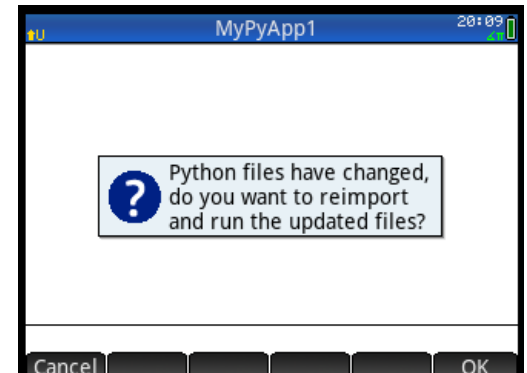 MyPyApp1
20:09
U
∠π
?
Python files have changed,
do you want to reimport
and run the updated files?
Cancel
OK